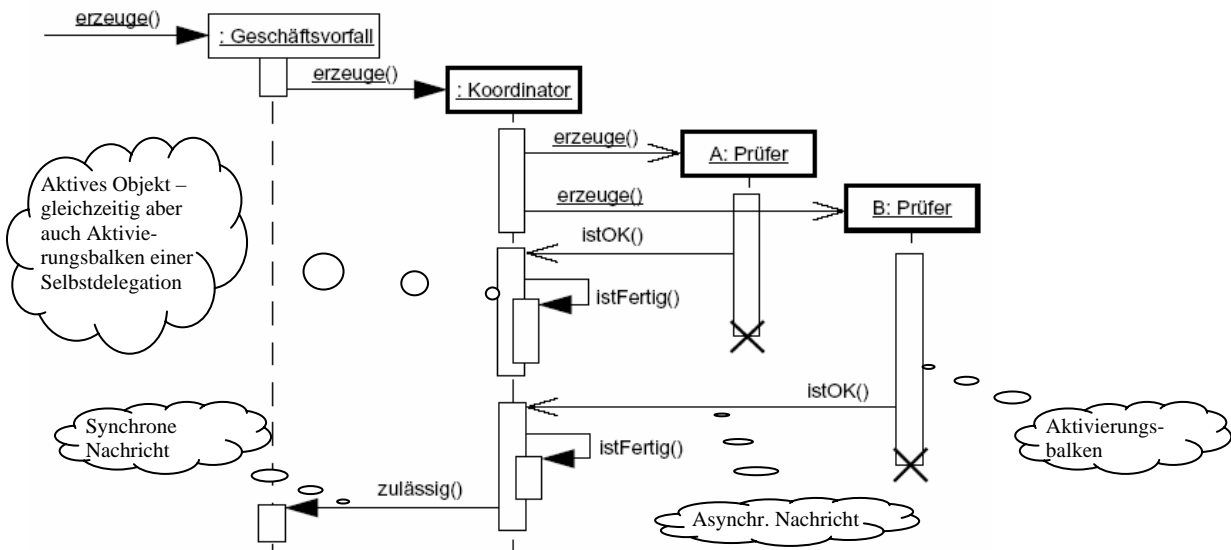 erzeuge()
: Geschäftsvorfall
erzeuge()
: Koordinator
erzeuge()
A: Prüfer
Aktives Objekt –
gleichzeitig aber
auch Aktivie-
rungsbalken einer
Selbstdelegation
erzeuge()
B: Prüfer
istOK()
istFertig()
istOK()
Synchrone
Nachricht
Aktivierungs-
balken
istFertig()
zulässig()
Asynchr. Nachricht